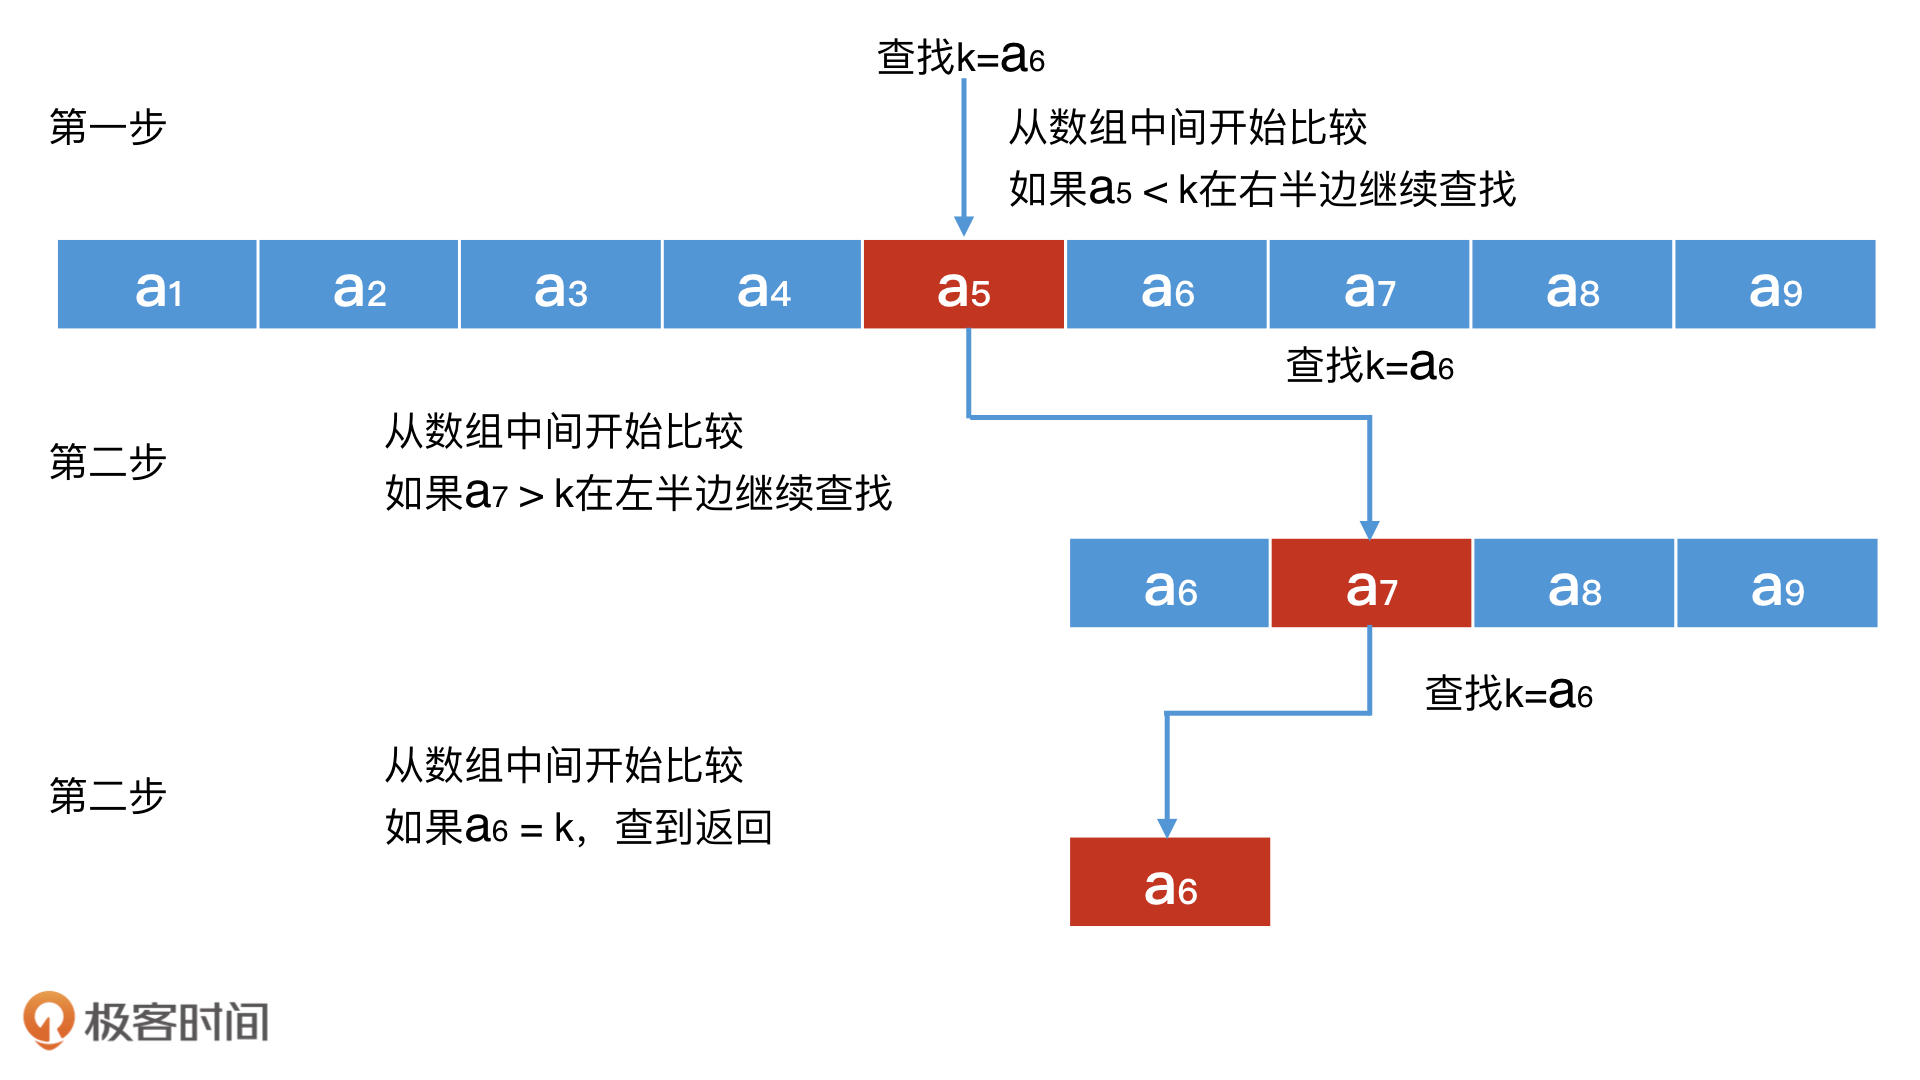 查找k=a6
第一步
从数组中间开始比较
如果a5 < k在右半边继续查找
a1 a2 a3 a4 a5 a6 a7 a8 a9
查找k=a6
第二步
从数组中间开始比较
如果a7 > k在左半边继续查找
a6 a7 a8 a9
查找k=a6
第二步
从数组中间开始比较
如果a6 = k，查到返回
a6
极客时间